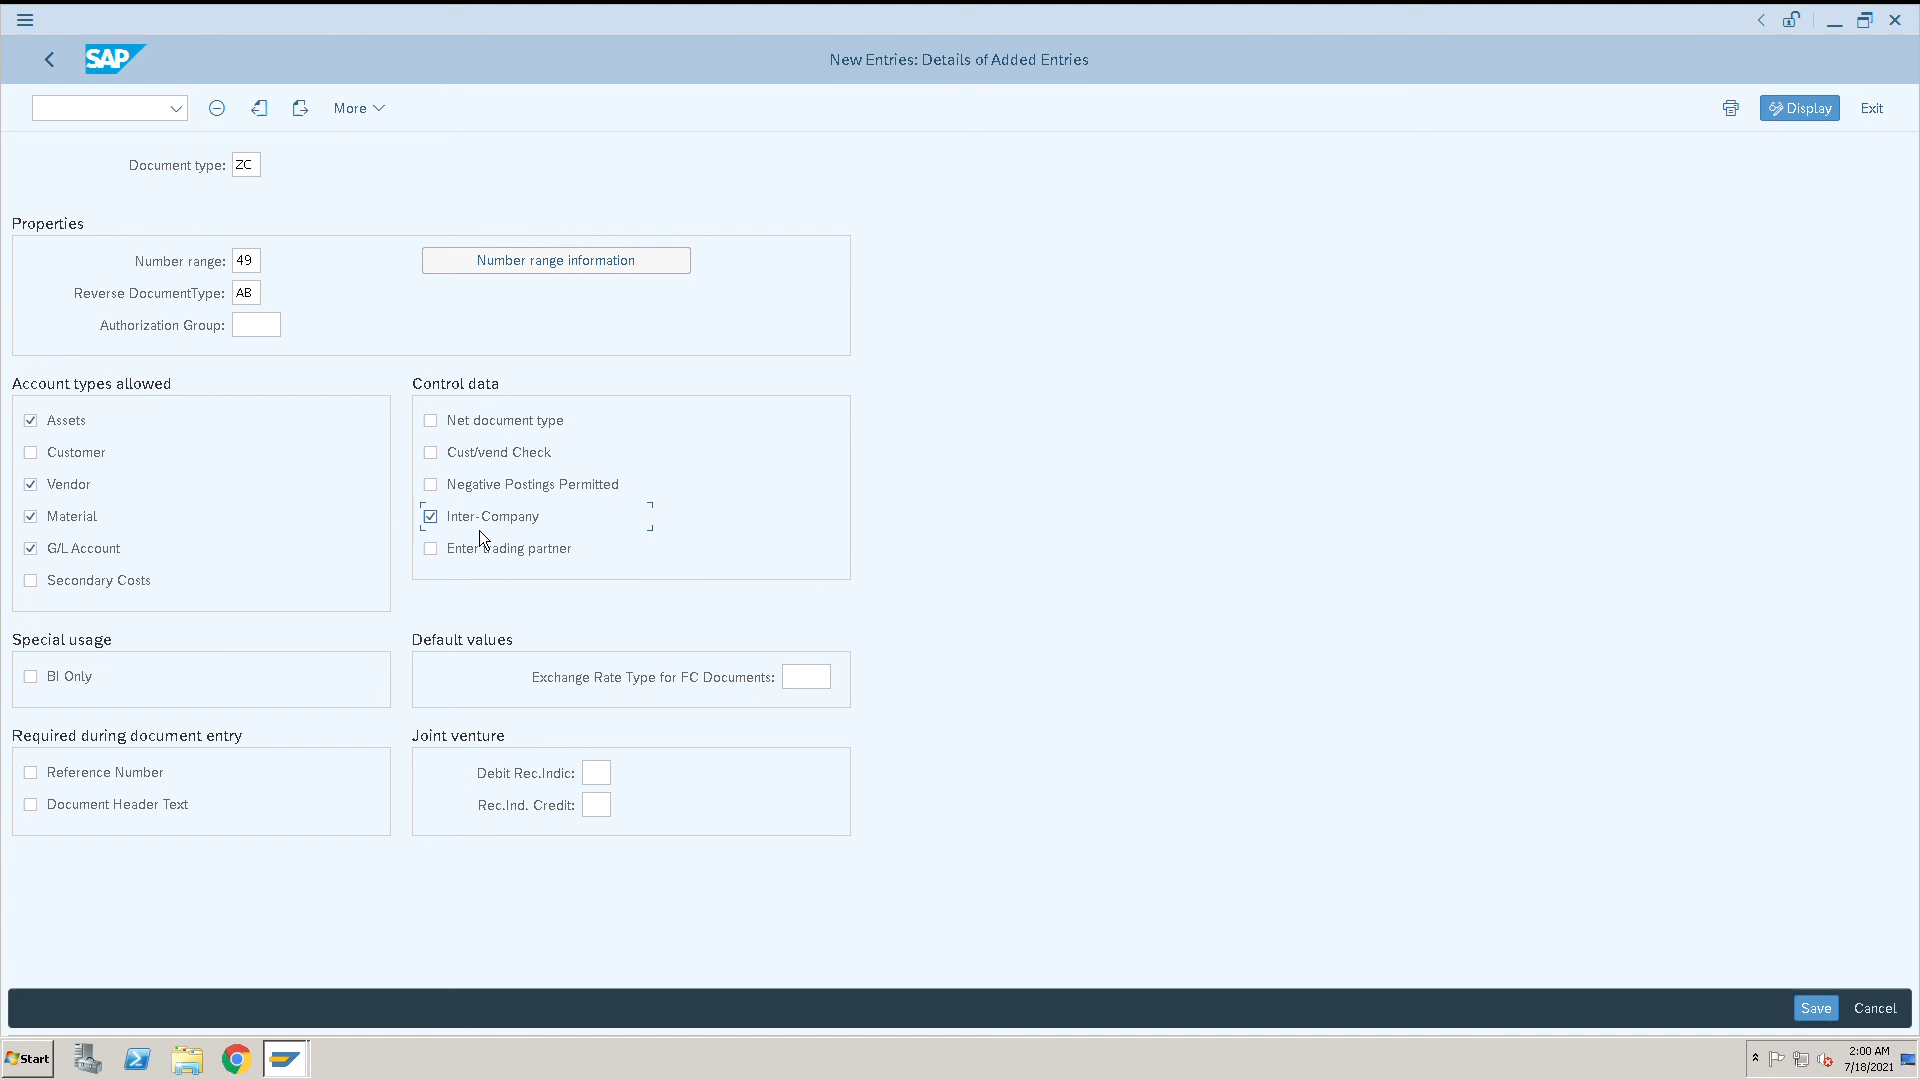 SAP
New Entries: Details of Added Entries
More
Display
Exit
Document type: ZC
Properties
Number range: 49
Number range information
Reverse DocumentType: AB
Authorization Group:
Account types allowed
Control data
Assets
Net document type
Customer
Cust/vend Check
Vendor
Negative Postings Permitted
Material
Inter-Company
G/L Account
Enter trading partner
Secondary Costs
Special usage
Default values
BI Only
Exchange Rate Type for FC Documents:
Required during document entry
Joint venture
Reference Number
Debit Rec.Indic:
Document Header Text
Rec.Ind. Credit:
Save
Cancel
Start
2:00 AM
7/18/2021